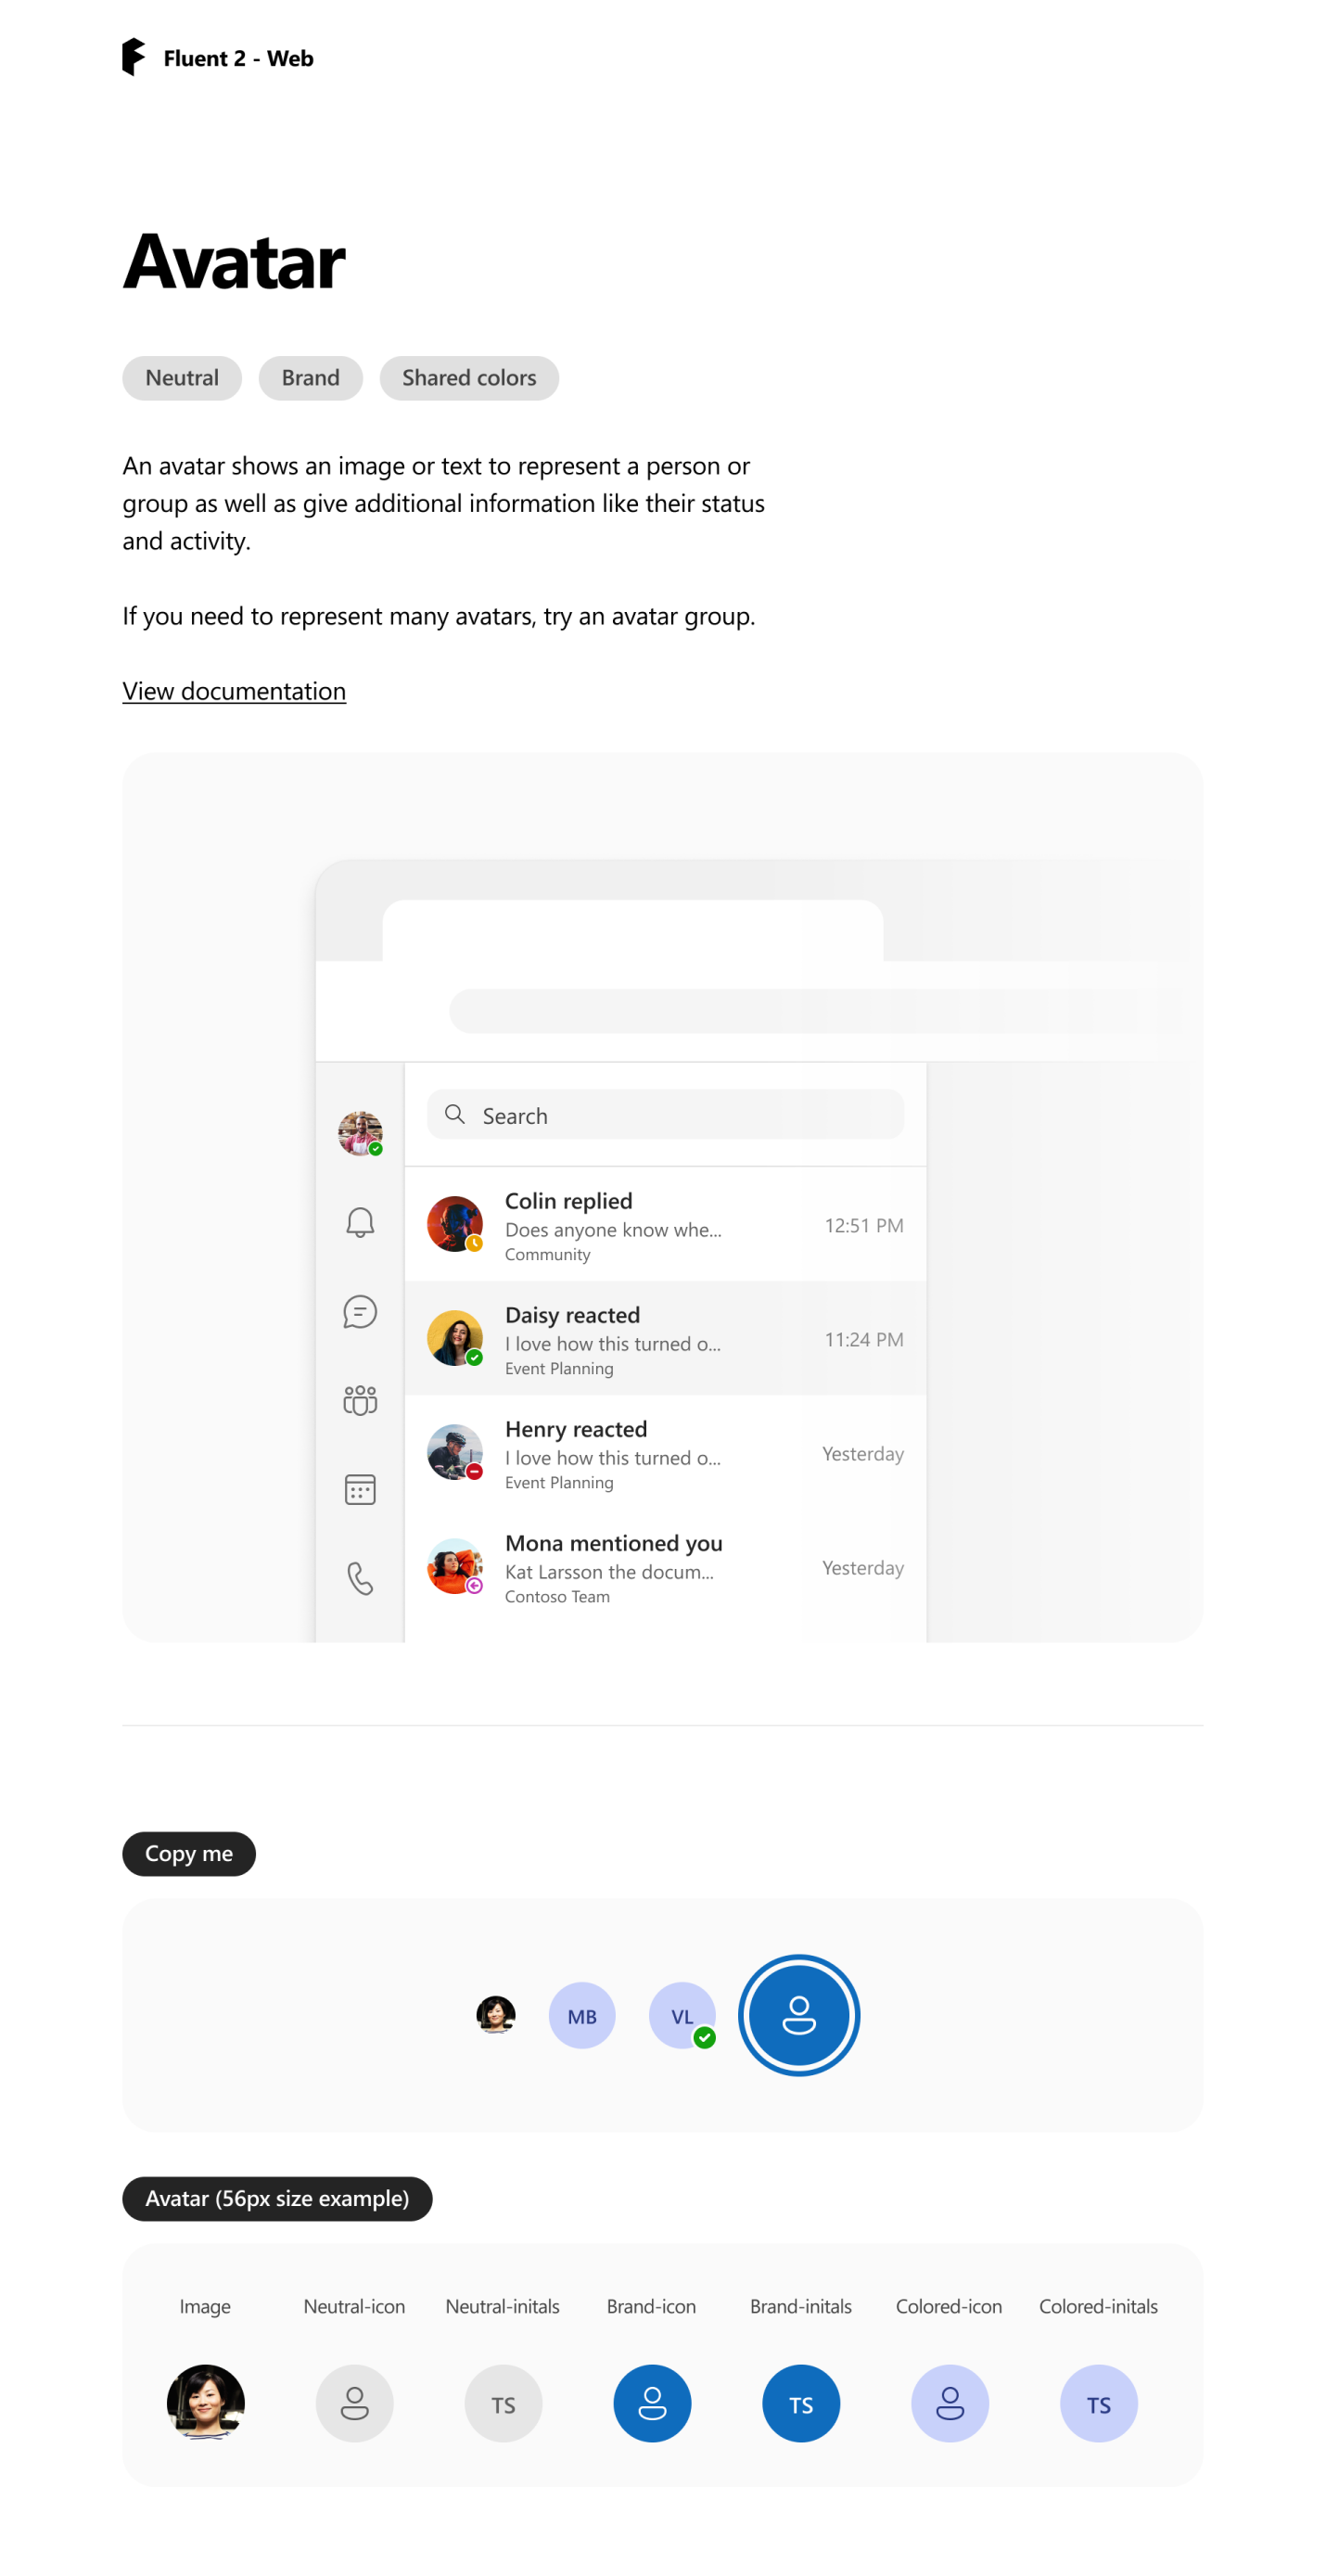 Fluent 2 - Web
Avatar
Neutral
Brand
Shared colors
An avatar shows an image or text to represent a person or
group as well as give additional information like their status
and activity.
If you need to represent many avatars, try an avatar group.
View documentation
Search
Colin replied
Does anyone know whe...
Community
12:51 PM
Daisy reacted
I love how this turned o...
Event Planning
11:24 PM
Henry reacted
I love how this turned o...
Event Planning
Yesterday
Mona mentioned you
Kat Larsson the docum...
Contoso Team
Yesterday
Copy me
MB
VL
Avatar (56px size example)
Image
Neutral-icon
Neutral-initals
Brand-icon
Brand-initals
Colored-icon
Colored-initals
TS
TS
TS